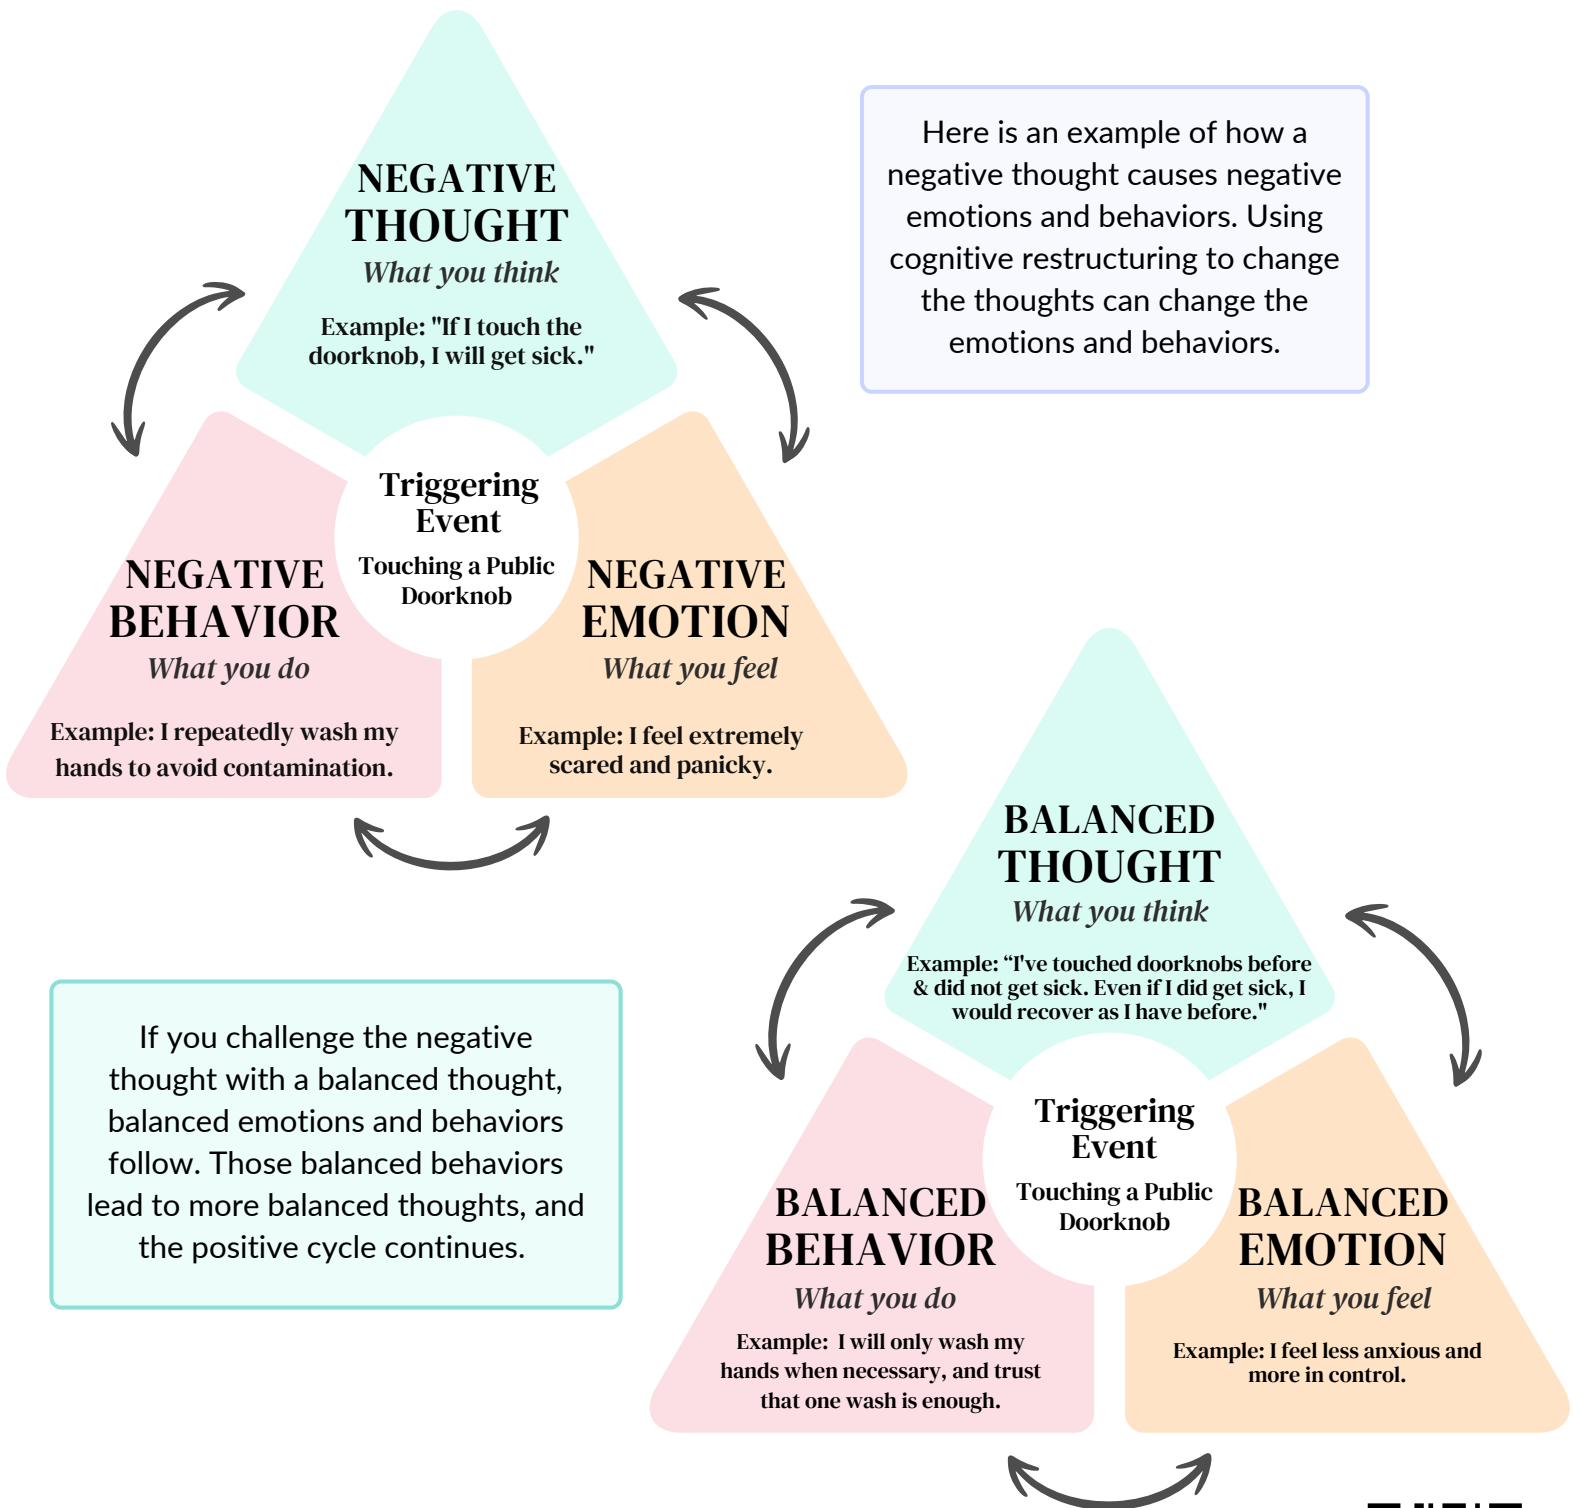 NEGATIVE
THOUGHT
What you think
Example: "If I touch the
doorknob, I will get sick."
Here is an example of how a
negative thought causes negative
emotions and behaviors. Using
cognitive restructuring to change
the thoughts can change the
emotions and behaviors.
Triggering
Event
Touching a Public
Doorknob
NEGATIVE
BEHAVIOR
What you do
Example: I repeatedly wash my
hands to avoid contamination.
NEGATIVE
EMOTION
What you feel
Example: I feel extremely
scared and panicky.
BALANCED
THOUGHT
What you think
Example: “I've touched doorknobs before
& did not get sick. Even if I did get sick, I
would recover as I have before."
If you challenge the negative
thought with a balanced thought,
balanced emotions and behaviors
follow. Those balanced behaviors
lead to more balanced thoughts, and
the positive cycle continues.
Triggering
Event
Touching a Public
Doorknob
BALANCED
BEHAVIOR
What you do
Example:  I will only wash my
hands when necessary, and trust
that one wash is enough.
BALANCED
EMOTION
What you feel
Example: I feel less anxious and
more in control.